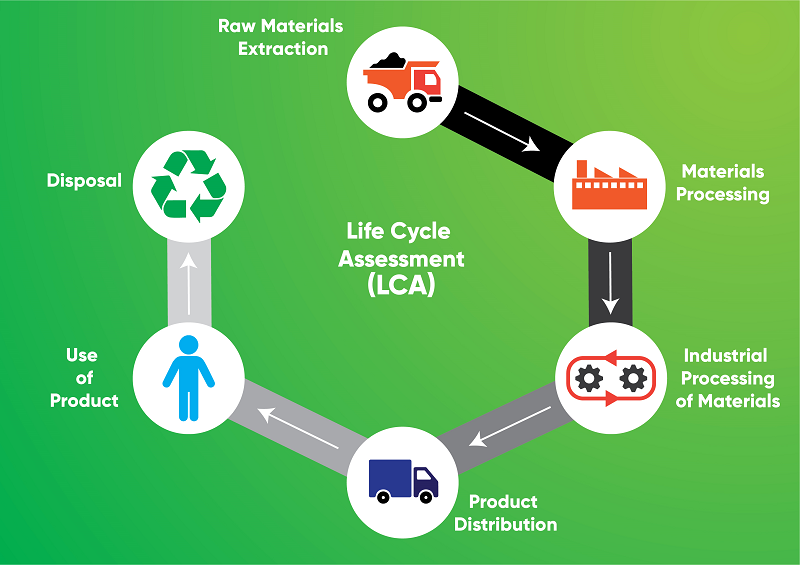 Raw Materials
Extraction
Materials
Processing
Industrial
Processing
of Materials
Product
Distribution
Use
of
Product
Disposal
Life Cycle
Assessment
(LCA)